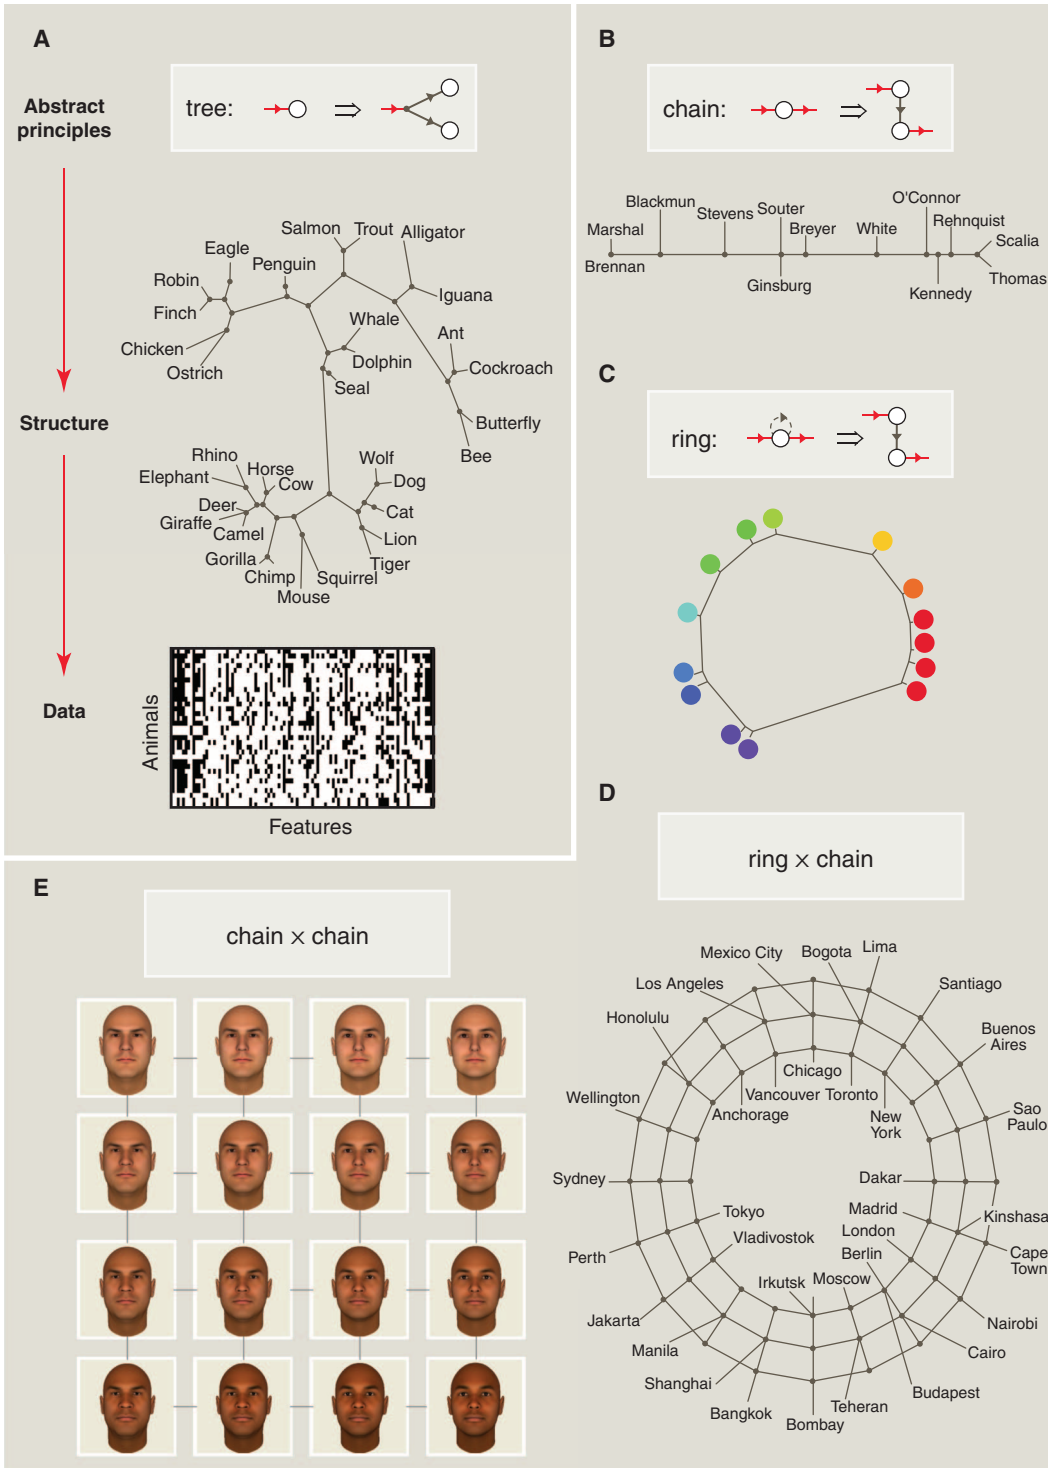 A
Abstract
principles
tree:
Salmon
Trout
Alligator
Eagle
Penguin
Robin
Finch
Iguana
Whale
Ant
Chicken
Dolphin
Cockroach
Ostrich
Seal
Structure
Butterfly
Bee
Rhino
Horse
Wolf
Elephant
Cow
Dog
Deer
Giraffe
Cat
Camel
Lion
Gorilla
Tiger
Chimp
Squirrel
Mouse
Data
Animals
Features
B
chain:
O'Connor
Blackmun
Stevens
Souter
Rehnquist
Marshal
Breyer
White
Scalia
Brennan
Ginsburg
Kennedy
Thomas
C
ring:
D
ring × chain
Mexico City
Bogota
Lima
Los Angeles
Santiago
Honolulu
Buenos
Aires
Chicago
Wellington
Vancouver
Toronto
Anchorage
New
York
Sao
Paulo
Sydney
Dakar
Tokyo
Madrid
Kinshasa
Vladivostok
London
Perth
Berlin
Cape
Town
Irkutsk
Moscow
Jakarta
Nairobi
Manila
Cairo
Shanghai
Budapest
Bangkok
Teheran
Bombay
E
chain × chain